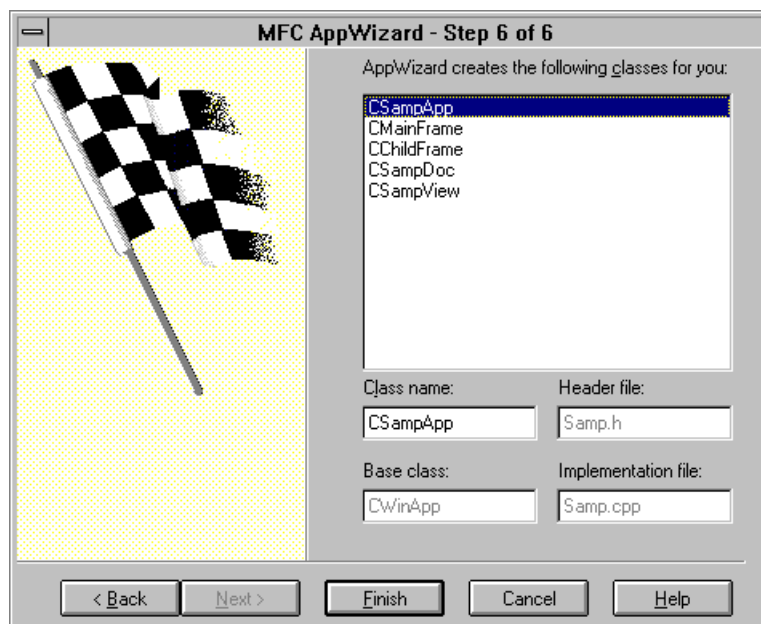 MFC AppWizard - Step 6 of 6
AppWizard creates the following classes for you:
CSampApp
CMainFrame
CChildFrame
CSampDoc
CSampView
Class name:
Header file:
CSampApp
Samp.h
Base class:
Implementation file:
CWinApp
Samp.cpp
< Back
Next >
Finish
Cancel
Help